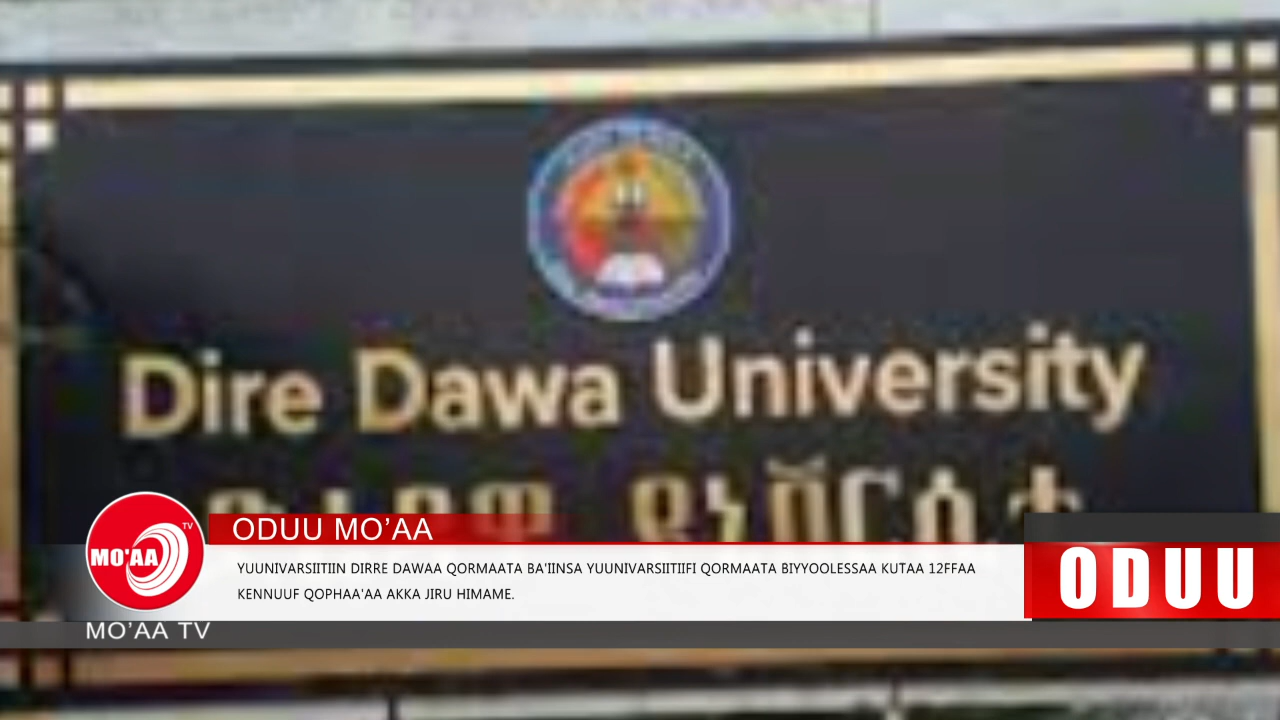 Dire Dawa University
ODUU MO'AA
TV
MO'AA
YUUNIVARSIITIIN DIRRE DAWAA QORMAATA BA'IINSA YUUNIVARSIITIIFI QORMAATA BIYYOOLESSAA KUTAA 12FFAA
KENNUUF QOPHAA'AA AKKA JIRU HIMAME.
ODUU
MO'AA TV